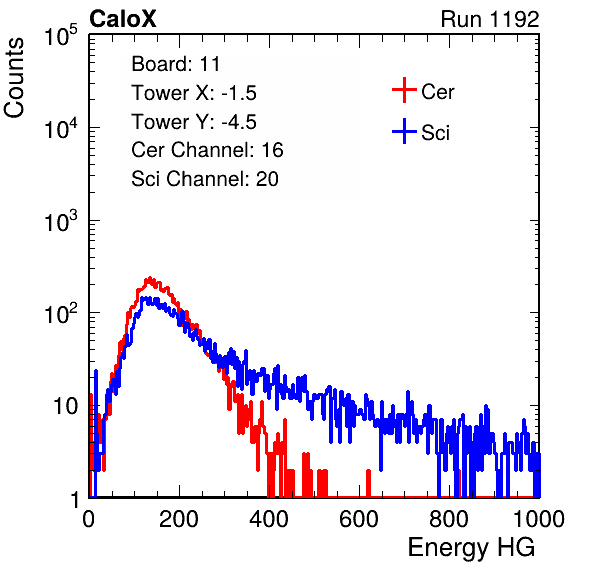 CaloX Run 1192
Counts
Board: 11
Tower X: -1.5
Tower Y: -4.5
Cer Channel: 16
Sci Channel: 20
Cer
Sci
10^5
10^4
10^3
10^2
10
1
0 200 400 600 800 1000
Energy HG